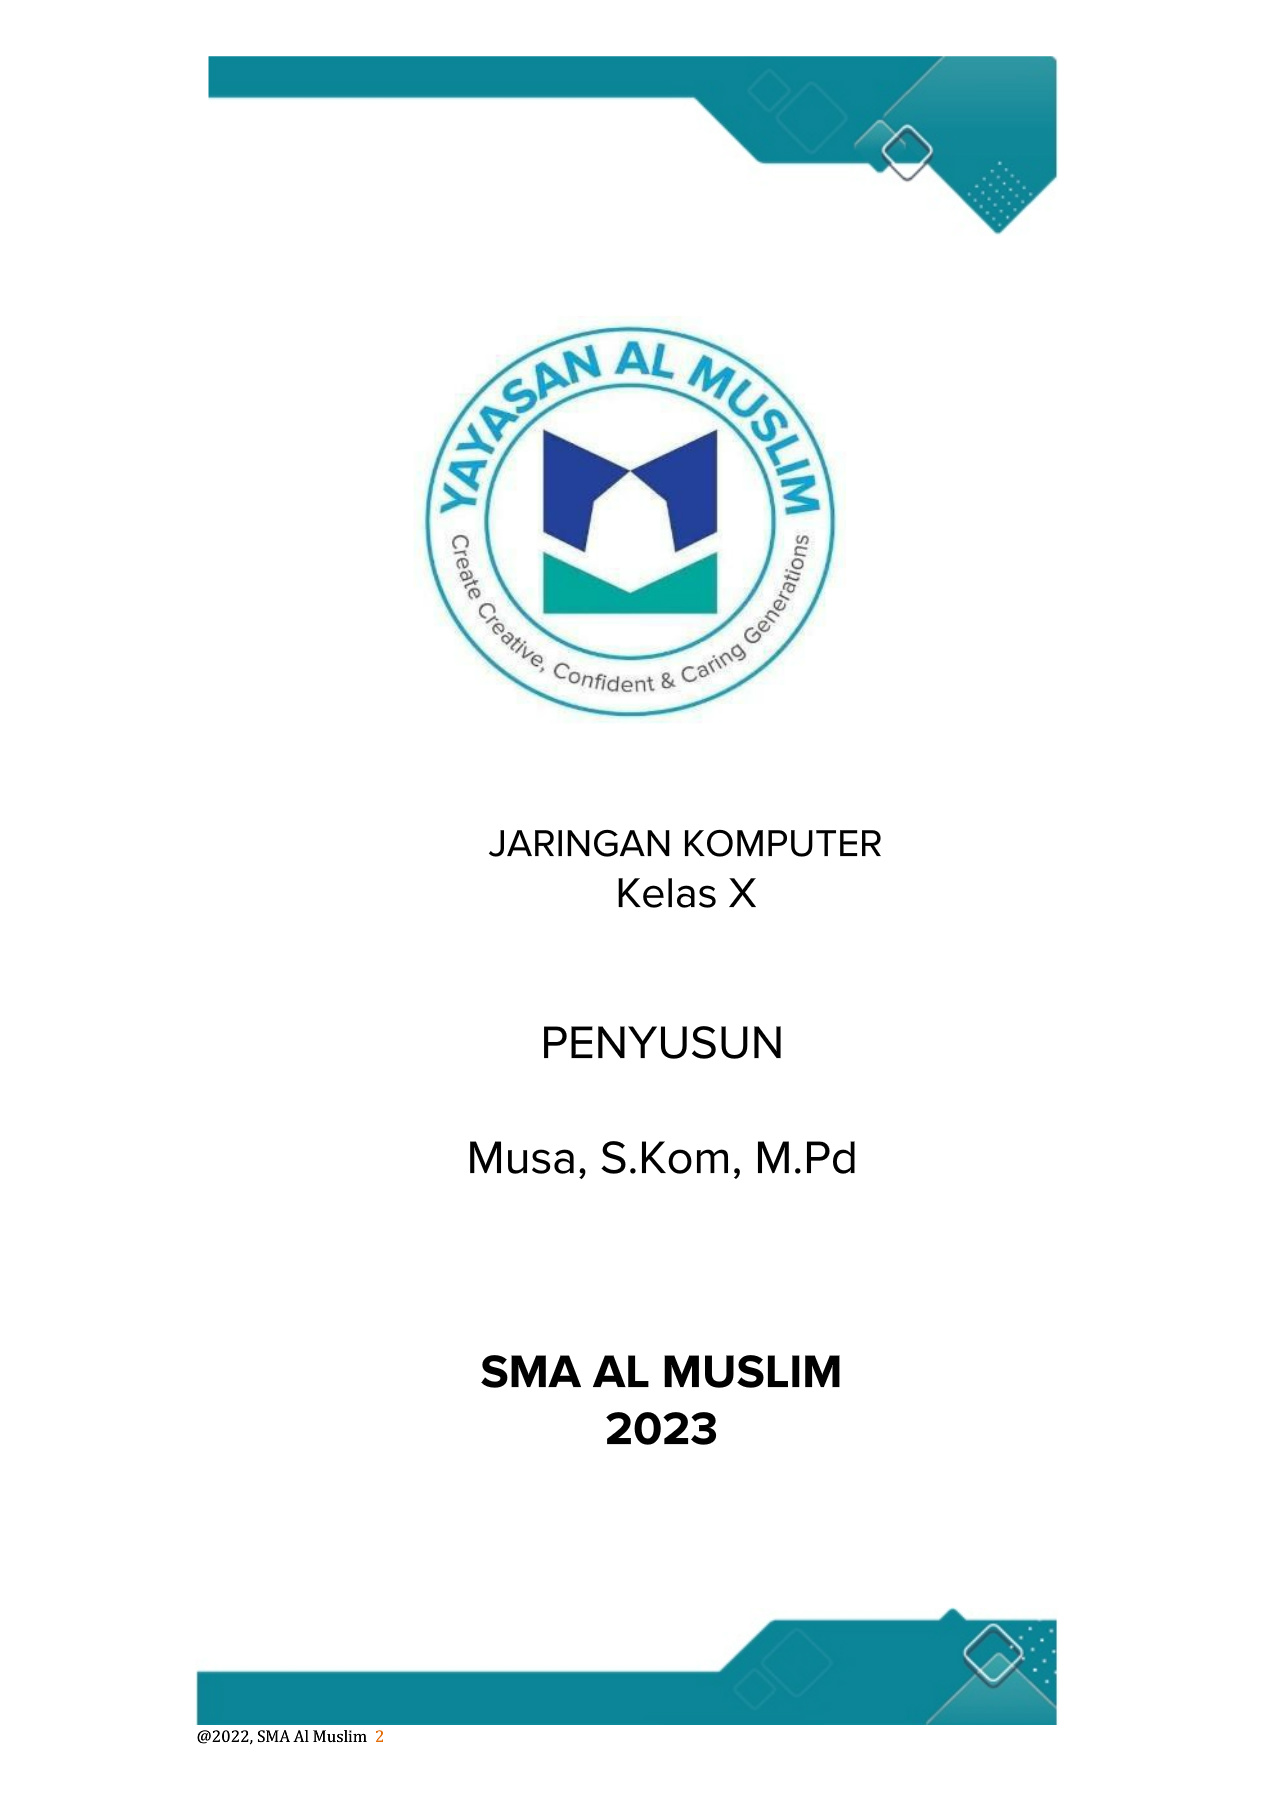 YAYASAN AL MUSLIM
Create Creative, Confident & Caring Generations
JARINGAN KOMPUTER
Kelas X
PENYUSUN
Musa, S.Kom, M.Pd
SMA AL MUSLIM
2023
@2022, SMA Al Muslim 2